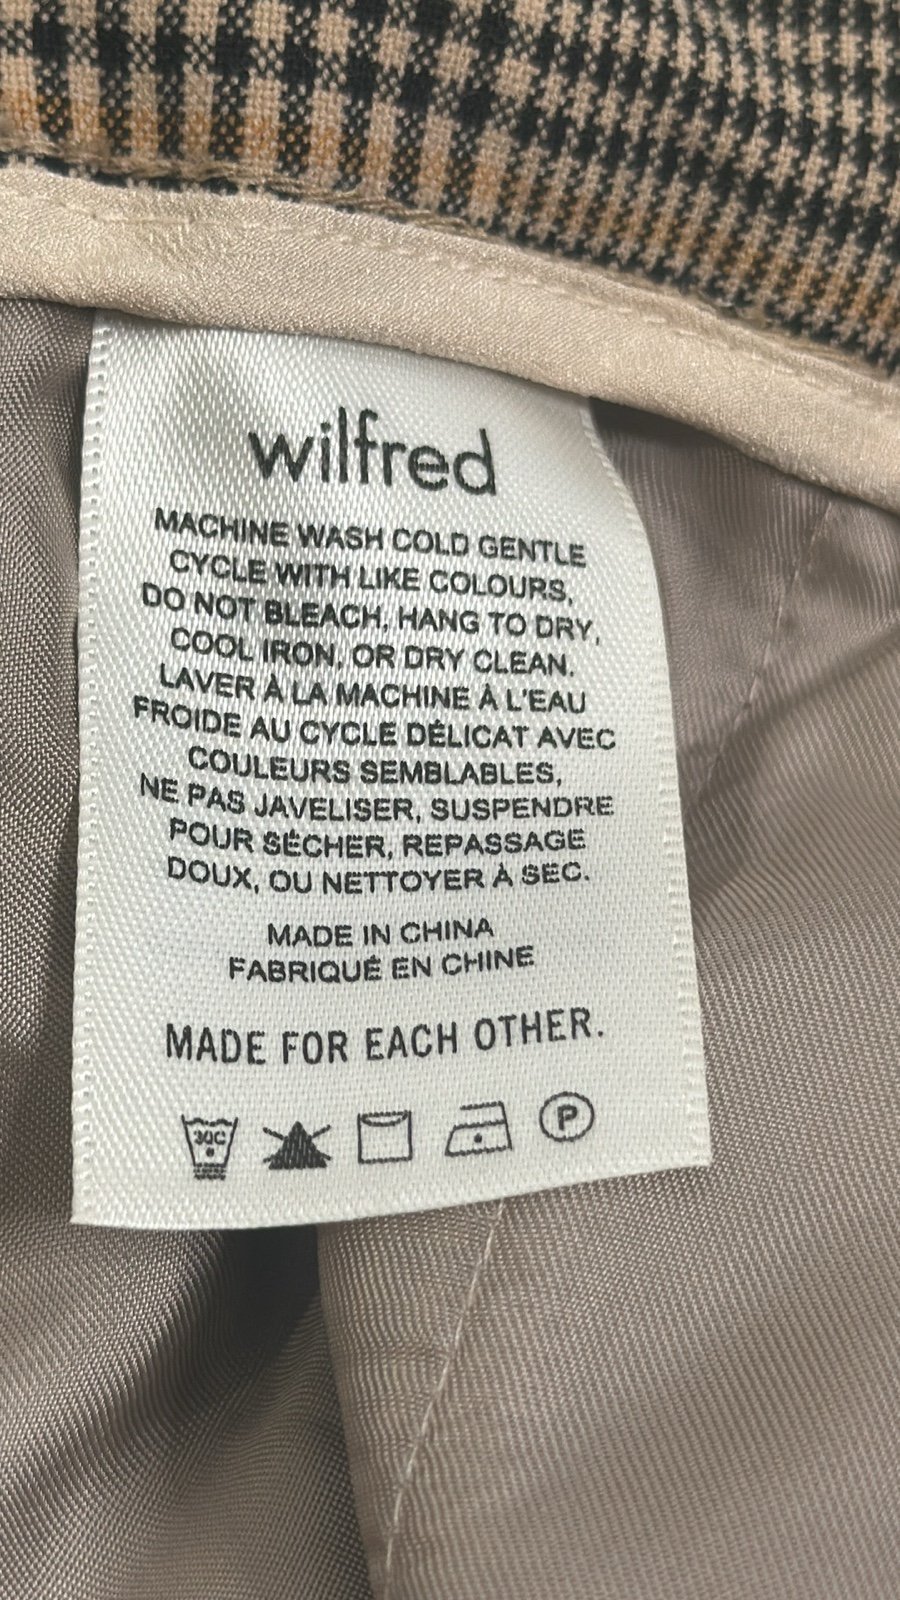 wilfred
MACHINE WASH COLD GENTLE
CYCLE WITH LIKE COLOURS,
DO NOT BLEACH, HANG TO DRY,
COOL IRON, OR DRY CLEAN.
LAVER À LA MACHINE À L'EAU
FROIDE AU CYCLE DÉLICAT AVEC
COULEURS SEMBLABLES,
NE PAS JAVELISER, SUSPENDRE
POUR SÉCHER, REPASSAGE
DOUX, OU NETTOYER À SEC.
MADE IN CHINA
FABRIQUÉ EN CHINE
MADE FOR EACH OTHER.
30C P